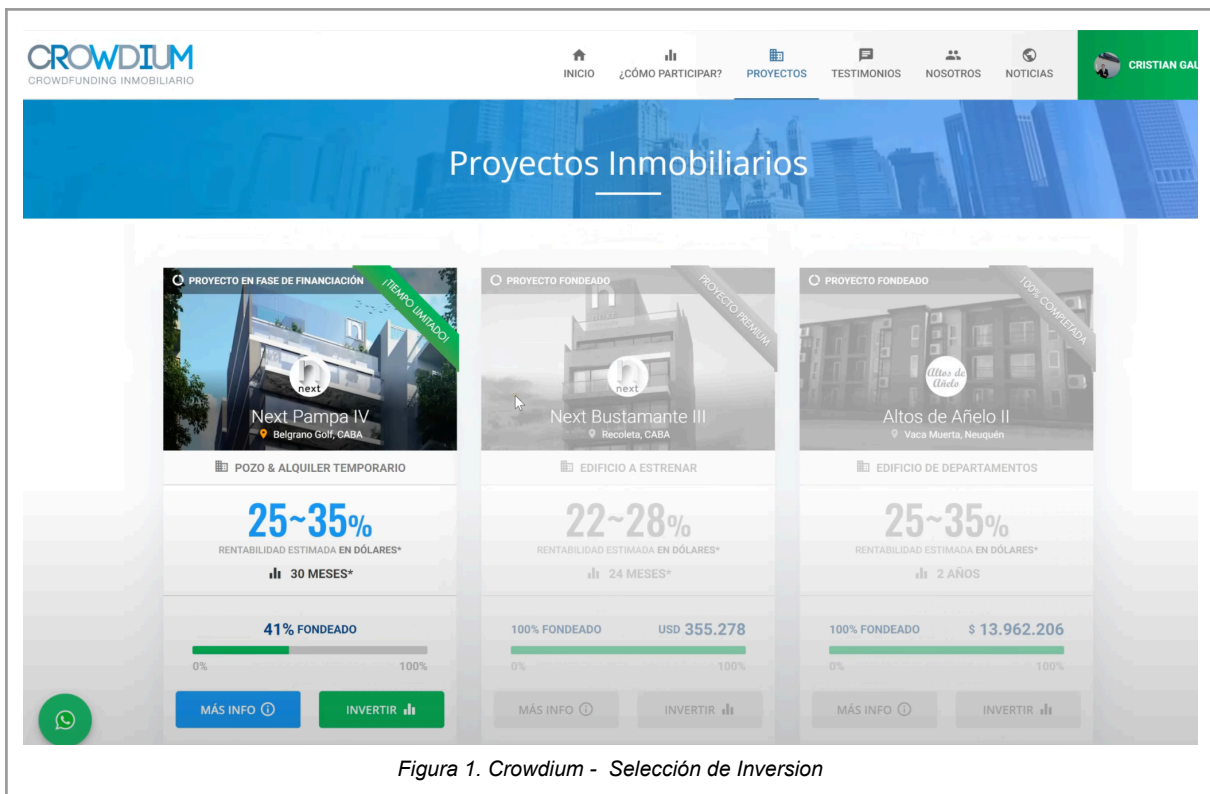 CROWDIUM
CROWDFUNDING INMOBILIARIO
INICIO
¿CÓMO PARTICIPAR?
PROYECTOS
TESTIMONIOS
NOSOTROS
NOTICIAS
CRISTIAN GAU
Proyectos Inmobiliarios
PROYECTO EN FASE DE FINANCIACIÓN
¡TIEMPO LIMITADO!
n
next
Next Pampa IV
Belgrano Golf, CABA
POZO & ALQUILER TEMPORARIO
25~35%
RENTABILIDAD ESTIMADA EN DÓLARES*
30 MESES*
41% FONDEADO
0% 100%
MÁS INFO
INVERTIR
PROYECTO FONDEADO
PROYECTO PREMIUM
n
next
n
next
Next Bustamante III
Recoleta, CABA
EDIFICIO A ESTRENAR
22~28%
RENTABILIDAD ESTIMADA EN DÓLARES*
24 MESES*
100% FONDEADO USD 355.278
0% 100%
MÁS INFO
INVERTIR
PROYECTO FONDEADO
100% COMPLETADA
Altos de
Añelo
Altos de Añelo II
Vaca Muerta, Neuquén
EDIFICIO DE DEPARTAMENTOS
25~35%
RENTABILIDAD ESTIMADA EN DÓLARES*
2 AÑOS
100% FONDEADO $ 13.962.206
0% 100%
MÁS INFO
INVERTIR
Figura 1. Crowdium - Selección de Inversion